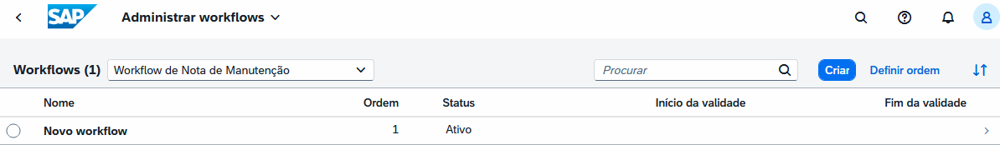 SAP Administrar workflows
Workflows (1) Workflow de Nota de Manutenção Procurar Criar Definir ordem
Nome Ordem Status Início da validade Fim da validade
Novo workflow 1 Ativo